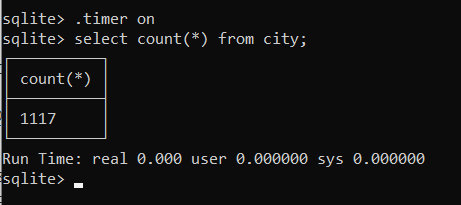 sqlite> .timer on
sqlite> select count(*) from city;
count(*)
1117
Run Time: real 0.000 user 0.000000 sys 0.000000
sqlite>